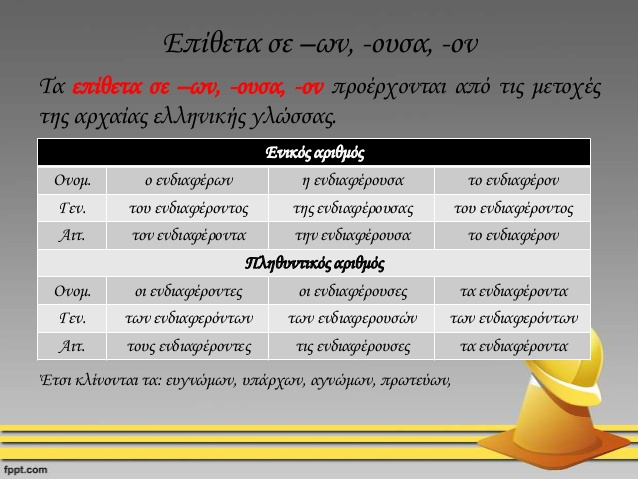 Επίθετα σε –ων, -ουσα, -ον
Τα επίθετα σε –ων, -ουσα, -ον προέρχονται από τις μετοχές
της αρχαίας ελληνικής γλώσσας.
Ενικός αριθμός
Ονομ. ο ενδιαφέρων η ενδιαφέρουσα το ενδιαφέρον
Γεν. του ενδιαφέροντος της ενδιαφέρουσας του ενδιαφέροντος
Αιτ. τον ενδιαφέροντα την ενδιαφέρουσα το ενδιαφέρον
Πληθυντικός αριθμός
Ονομ. οι ενδιαφέροντες οι ενδιαφέρουσες τα ενδιαφέροντα
Γεν. των ενδιαφερόντων των ενδιαφερουσών των ενδιαφερόντων
Αιτ. τους ενδιαφέροντες τις ενδιαφέρουσες τα ενδιαφέροντα
Έτσι κλίνονται τα: ευγνώμων, υπάρχων, αγνώμων, πρωτεύων,
fppt.com